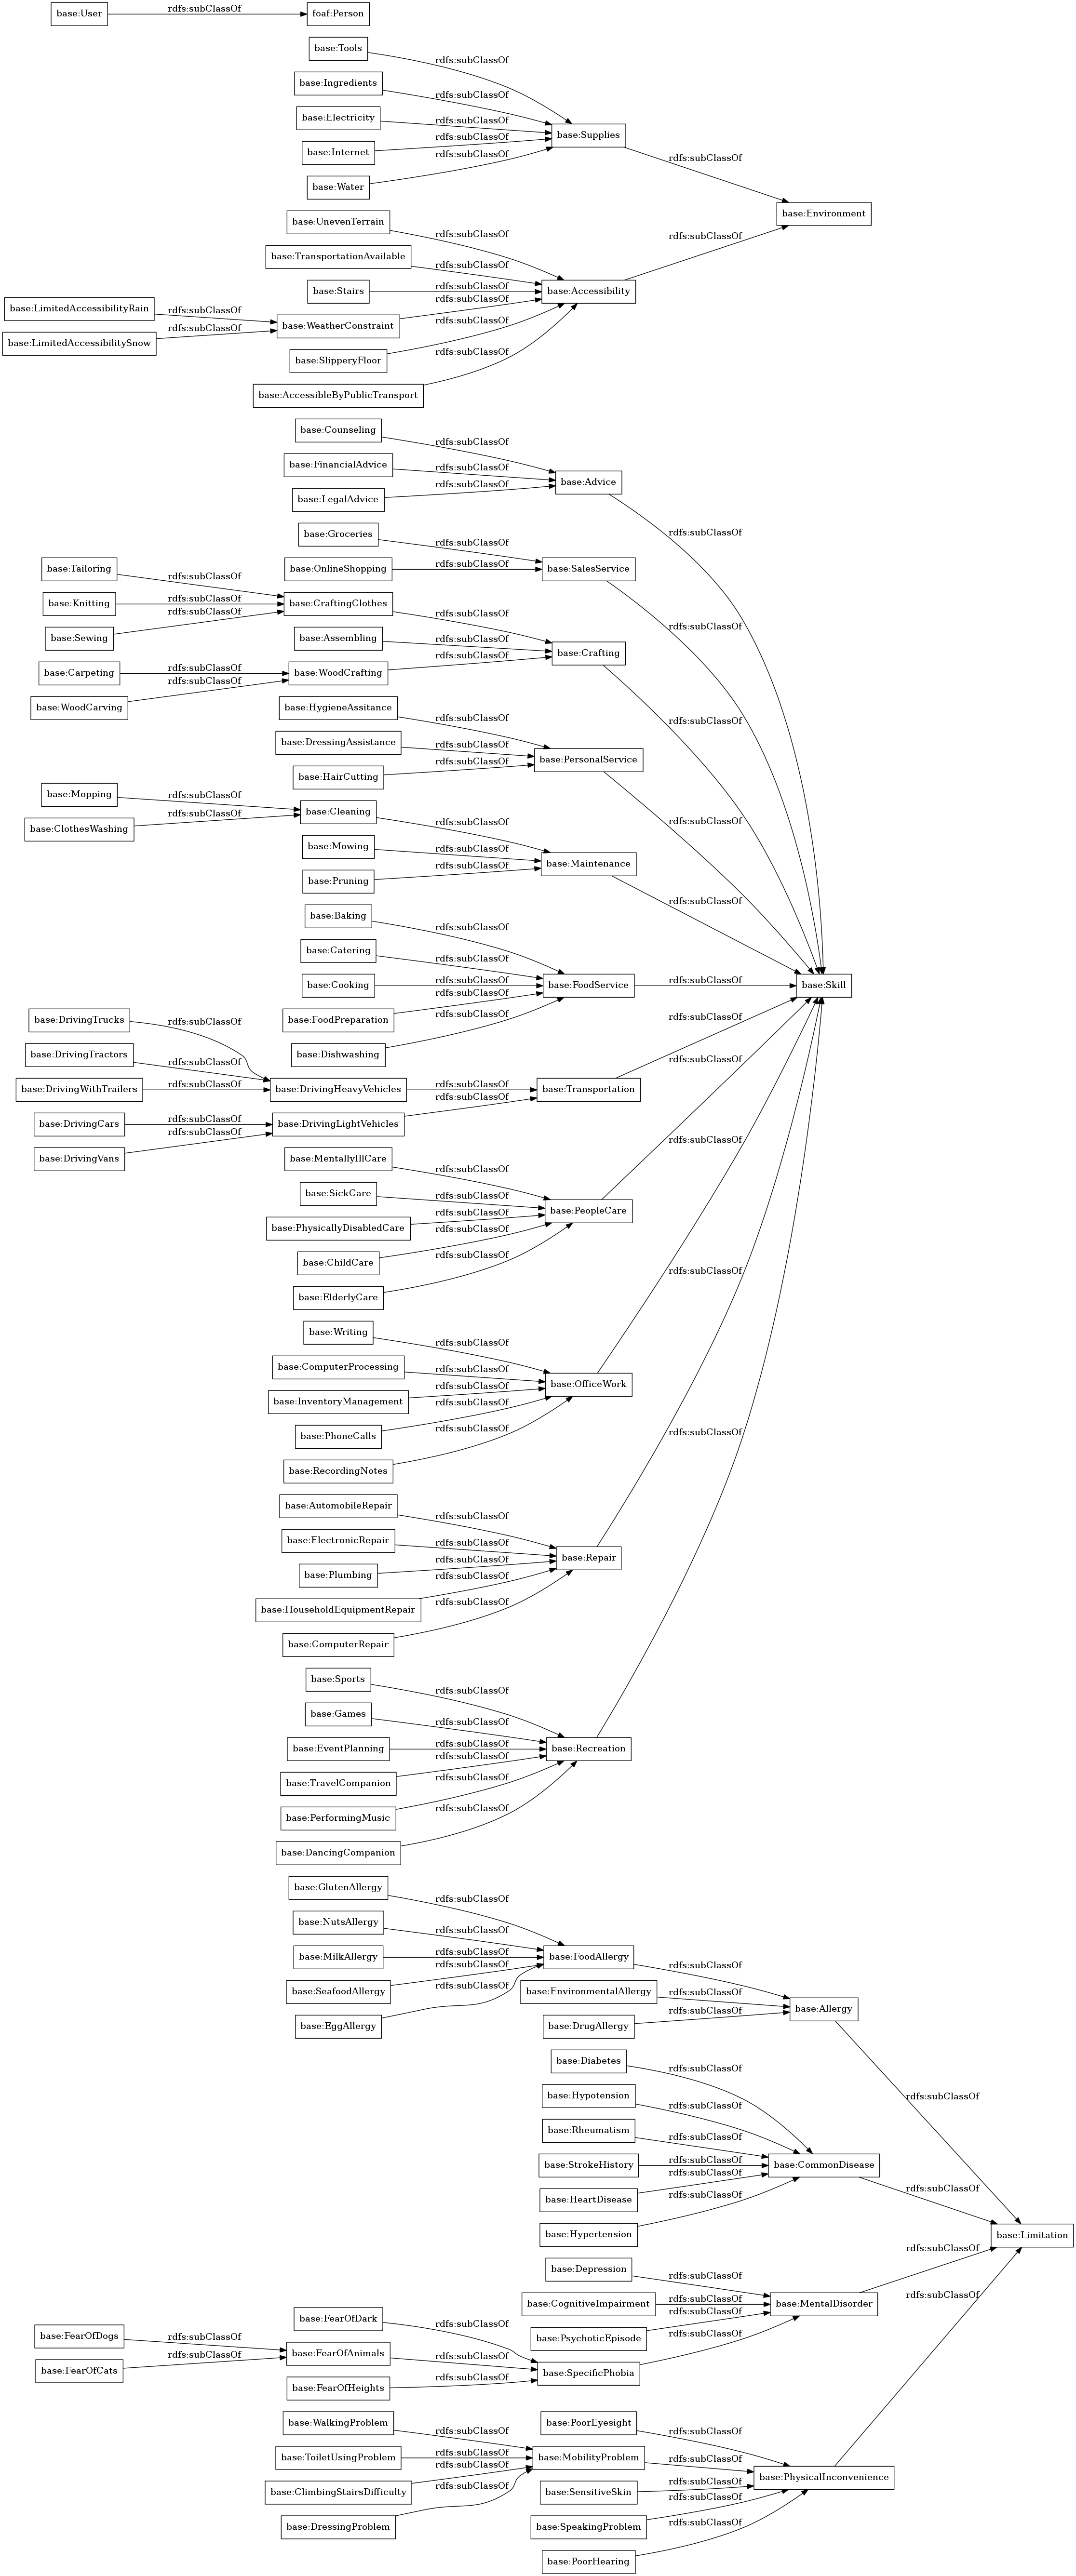 base:User
rdfs:subClassOf
foaf:Person
base:Tools
rdfs:subClassOf
base:Ingredients
rdfs:subClassOf
base:Electricity
rdfs:subClassOf
base:Supplies
base:Internet
rdfs:subClassOf
base:Water
rdfs:subClassOf
rdfs:subClassOf
base:Environment
base:UnevenTerrain
rdfs:subClassOf
rdfs:subClassOf
base:TransportationAvailable
rdfs:subClassOf
base:Stairs
rdfs:subClassOf
base:Accessibility
base:LimitedAccessibilityRain
rdfs:subClassOf
base:WeatherConstraint
rdfs:subClassOf
base:LimitedAccessibilitySnow
rdfs:subClassOf
base:SlipperyFloor
rdfs:subClassOf
base:AccessibleByPublicTransport
rdfs:subClassOf
base:Counseling
rdfs:subClassOf
base:FinancialAdvice
rdfs:subClassOf
base:Advice
base:LegalAdvice
rdfs:subClassOf
rdfs:subClassOf
base:Groceries
rdfs:subClassOf
base:OnlineShopping
rdfs:subClassOf
base:SalesService
rdfs:subClassOf
base:Tailoring
rdfs:subClassOf
base:Knitting
rdfs:subClassOf
base:CraftingClothes
rdfs:subClassOf
base:Sewing
rdfs:subClassOf
base:Assembling
rdfs:subClassOf
base:Crafting
rdfs:subClassOf
base:Carpeting
rdfs:subClassOf
base:WoodCrafting
rdfs:subClassOf
base:WoodCarving
rdfs:subClassOf
base:HygieneAssitance
rdfs:subClassOf
base:DressingAssistance
rdfs:subClassOf
base:PersonalService
rdfs:subClassOf
base:HairCutting
rdfs:subClassOf
base:Mopping
rdfs:subClassOf
base:Cleaning
rdfs:subClassOf
base:ClothesWashing
rdfs:subClassOf
base:Mowing
rdfs:subClassOf
base:Maintenance
rdfs:subClassOf
base:Pruning
rdfs:subClassOf
base:Baking
rdfs:subClassOf
base:Catering
rdfs:subClassOf
base:Cooking
rdfs:subClassOf
base:FoodService
rdfs:subClassOf
base:Skill
base:FoodPreparation
rdfs:subClassOf
base:Dishwashing
rdfs:subClassOf
base:DrivingTrucks
rdfs:subClassOf
base:DrivingTractors
rdfs:subClassOf
base:DrivingWithTrailers
rdfs:subClassOf
base:DrivingHeavyVehicles
rdfs:subClassOf
base:Transportation
rdfs:subClassOf
base:DrivingCars
rdfs:subClassOf
base:DrivingLightVehicles
rdfs:subClassOf
base:DrivingVans
rdfs:subClassOf
base:MentallyIllCare
rdfs:subClassOf
base:SickCare
rdfs:subClassOf
base:PeopleCare
rdfs:subClassOf
base:PhysicallyDisabledCare
rdfs:subClassOf
base:ChildCare
rdfs:subClassOf
base:ElderlyCare
rdfs:subClassOf
base:Writing
rdfs:subClassOf
base:ComputerProcessing
rdfs:subClassOf
base:OfficeWork
rdfs:subClassOf
base:InventoryManagement
rdfs:subClassOf
base:PhoneCalls
rdfs:subClassOf
base:RecordingNotes
rdfs:subClassOf
base:AutomobileRepair
rdfs:subClassOf
base:ElectronicRepair
rdfs:subClassOf
base:Repair
rdfs:subClassOf
base:Plumbing
rdfs:subClassOf
base:HouseholdEquipmentRepair
rdfs:subClassOf
base:ComputerRepair
rdfs:subClassOf
base:Sports
rdfs:subClassOf
base:Games
rdfs:subClassOf
base:EventPlanning
rdfs:subClassOf
base:Recreation
rdfs:subClassOf
base:TravelCompanion
rdfs:subClassOf
base:PerformingMusic
rdfs:subClassOf
base:DancingCompanion
rdfs:subClassOf
base:GlutenAllergy
rdfs:subClassOf
base:NutsAllergy
rdfs:subClassOf
base:MilkAllergy
rdfs:subClassOf
base:FoodAllergy
rdfs:subClassOf
base:SeafoodAllergy
rdfs:subClassOf
base:EnvironmentalAllergy
rdfs:subClassOf
base:Allergy
base:EggAllergy
rdfs:subClassOf
base:DrugAllergy
rdfs:subClassOf
base:Diabetes
rdfs:subClassOf
base:Hypotension
rdfs:subClassOf
rdfs:subClassOf
base:Rheumatism
rdfs:subClassOf
base:StrokeHistory
rdfs:subClassOf
base:CommonDisease
rdfs:subClassOf
base:HeartDisease
rdfs:subClassOf
base:Hypertension
rdfs:subClassOf
base:Limitation
base:Depression
rdfs:subClassOf
rdfs:subClassOf
base:CognitiveImpairment
rdfs:subClassOf
base:MentalDisorder
rdfs:subClassOf
base:FearOfDark
rdfs:subClassOf
base:PsychoticEpisode
rdfs:subClassOf
base:FearOfDogs
rdfs:subClassOf
base:FearOfAnimals
rdfs:subClassOf
base:SpecificPhobia
rdfs:subClassOf
base:FearOfCats
rdfs:subClassOf
base:FearOfHeights
rdfs:subClassOf
base:WalkingProblem
rdfs:subClassOf
base:PoorEyesight
rdfs:subClassOf
base:ToiletUsingProblem
rdfs:subClassOf
base:MobilityProblem
rdfs:subClassOf
base:PhysicalInconvenience
base:ClimbingStairsDifficulty
rdfs:subClassOf
base:SensitiveSkin
rdfs:subClassOf
base:DressingProblem
rdfs:subClassOf
base:SpeakingProblem
rdfs:subClassOf
base:PoorHearing
rdfs:subClassOf